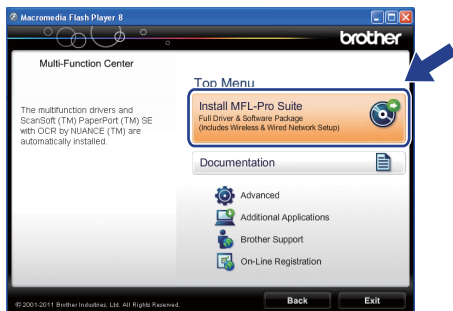 Macromedia Flash Player 8
brother
Multi-Function Center
Top Menu
The multifunction drivers and
ScanSoft (TM) PaperPort (TM) SE
with OCR by NUANCE (TM) are
automatically installed.
Install MFL-Pro Suite
Full Driver & Software Package
(Includes Wireless & Wired Network Setup)
Documentation
Advanced
Additional Applications
Brother Support
On-Line Registration
© 2001-2011 Brother Industries, Ltd. All Rights Reserved.
Back
Exit